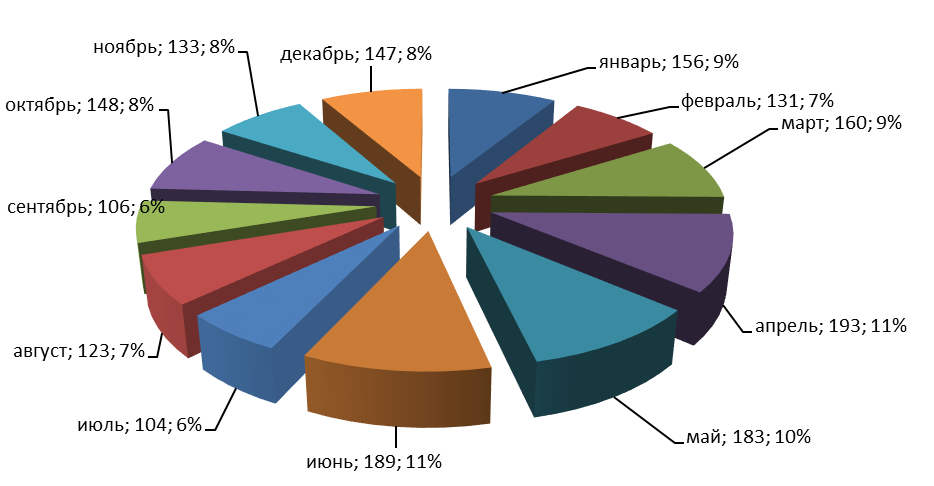 январь; 156; 9%
февраль; 131; 7%
март; 160; 9%
апрель; 193; 11%
май; 183; 10%
июнь; 189; 11%
июль; 104; 6%
август; 123; 7%
сентябрь; 106; 6%
октябрь; 148; 8%
ноябрь; 133; 8%
декабрь; 147; 8%